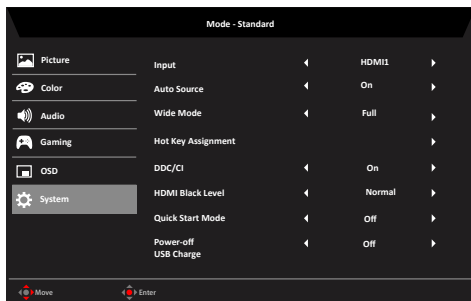 Mode - Standard
Picture
Color
Audio
Gaming
OSD
System
Input HDMI1
Auto Source On
Wide Mode Full
Hot Key Assignment
DDC/CI On
HDMI Black Level Normal
Quick Start Mode Off
Power-off Off
USB Charge
Move Enter